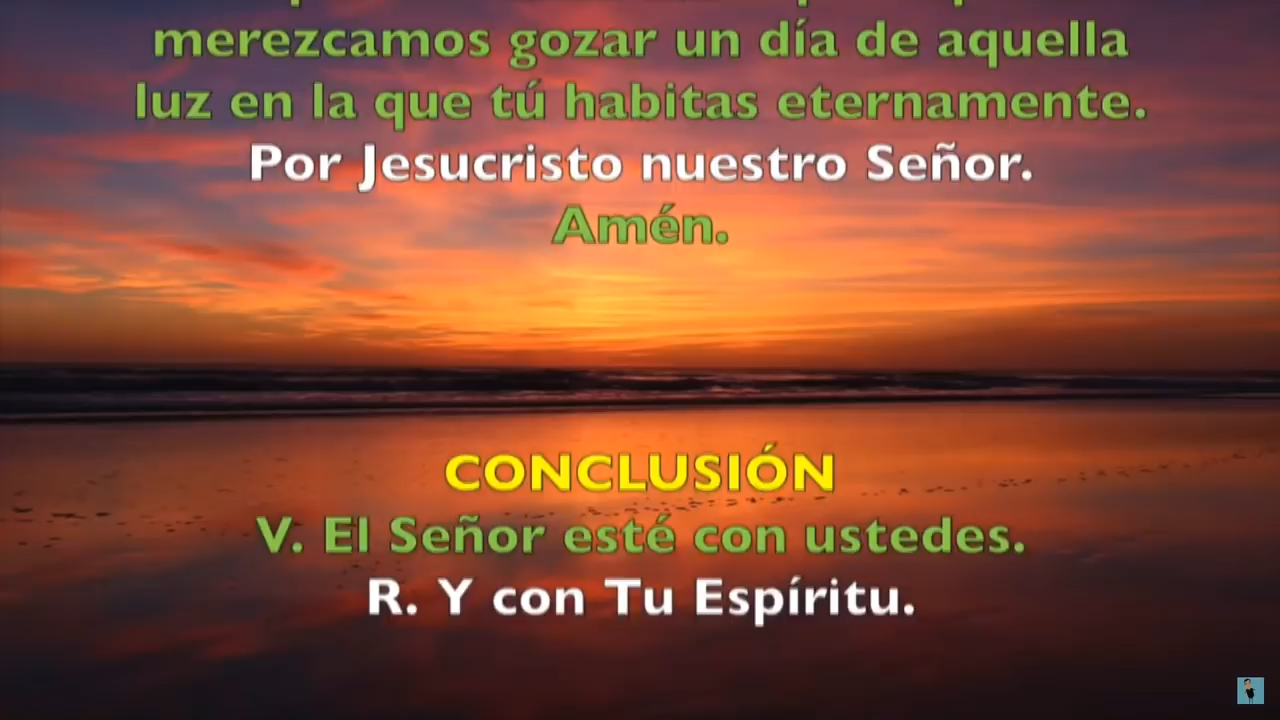 merezcamos gozar un día de aquella
luz en la que tú habitas eternamente.
Por Jesucristo nuestro Señor.
Amén.
CONCLUSIÓN
V. El Señor esté con ustedes.
R. Y con Tu Espíritu.